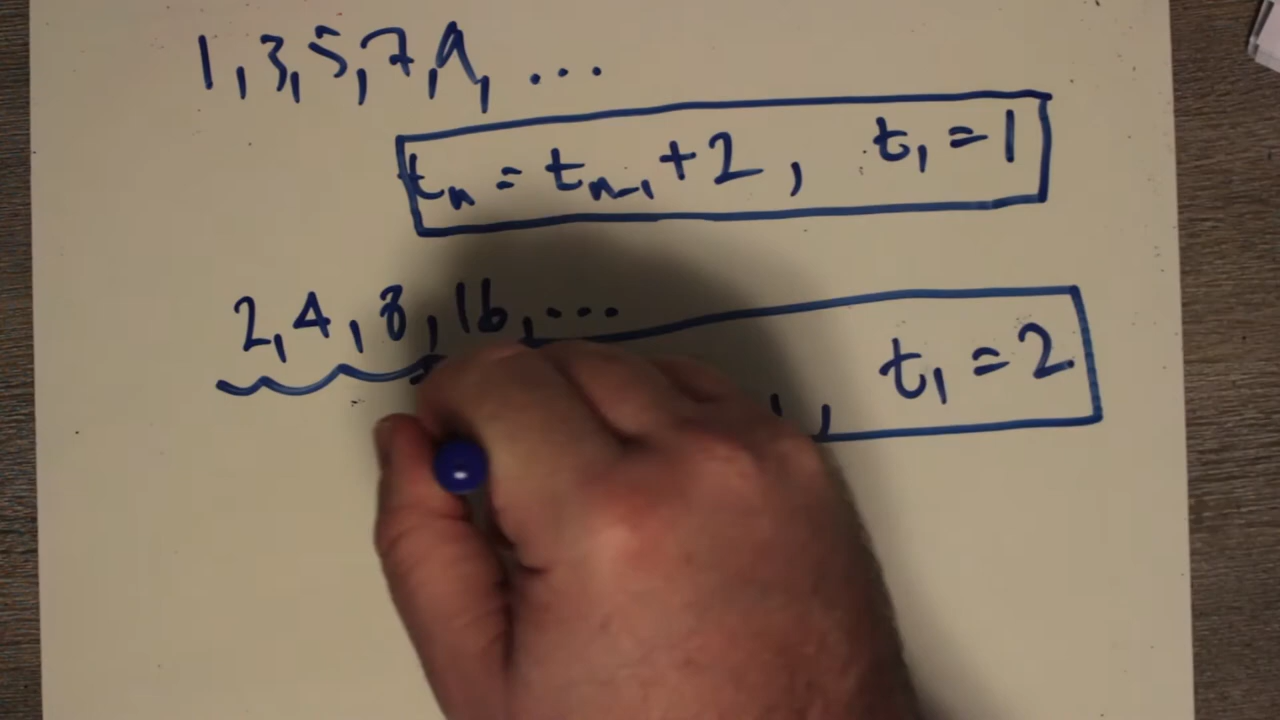 1, 3, 5, 7, 9, ...
tₙ = tₙ₋₁ + 2, t₁ = 1
2, 4, 8, 16, ...
, t₁ = 2